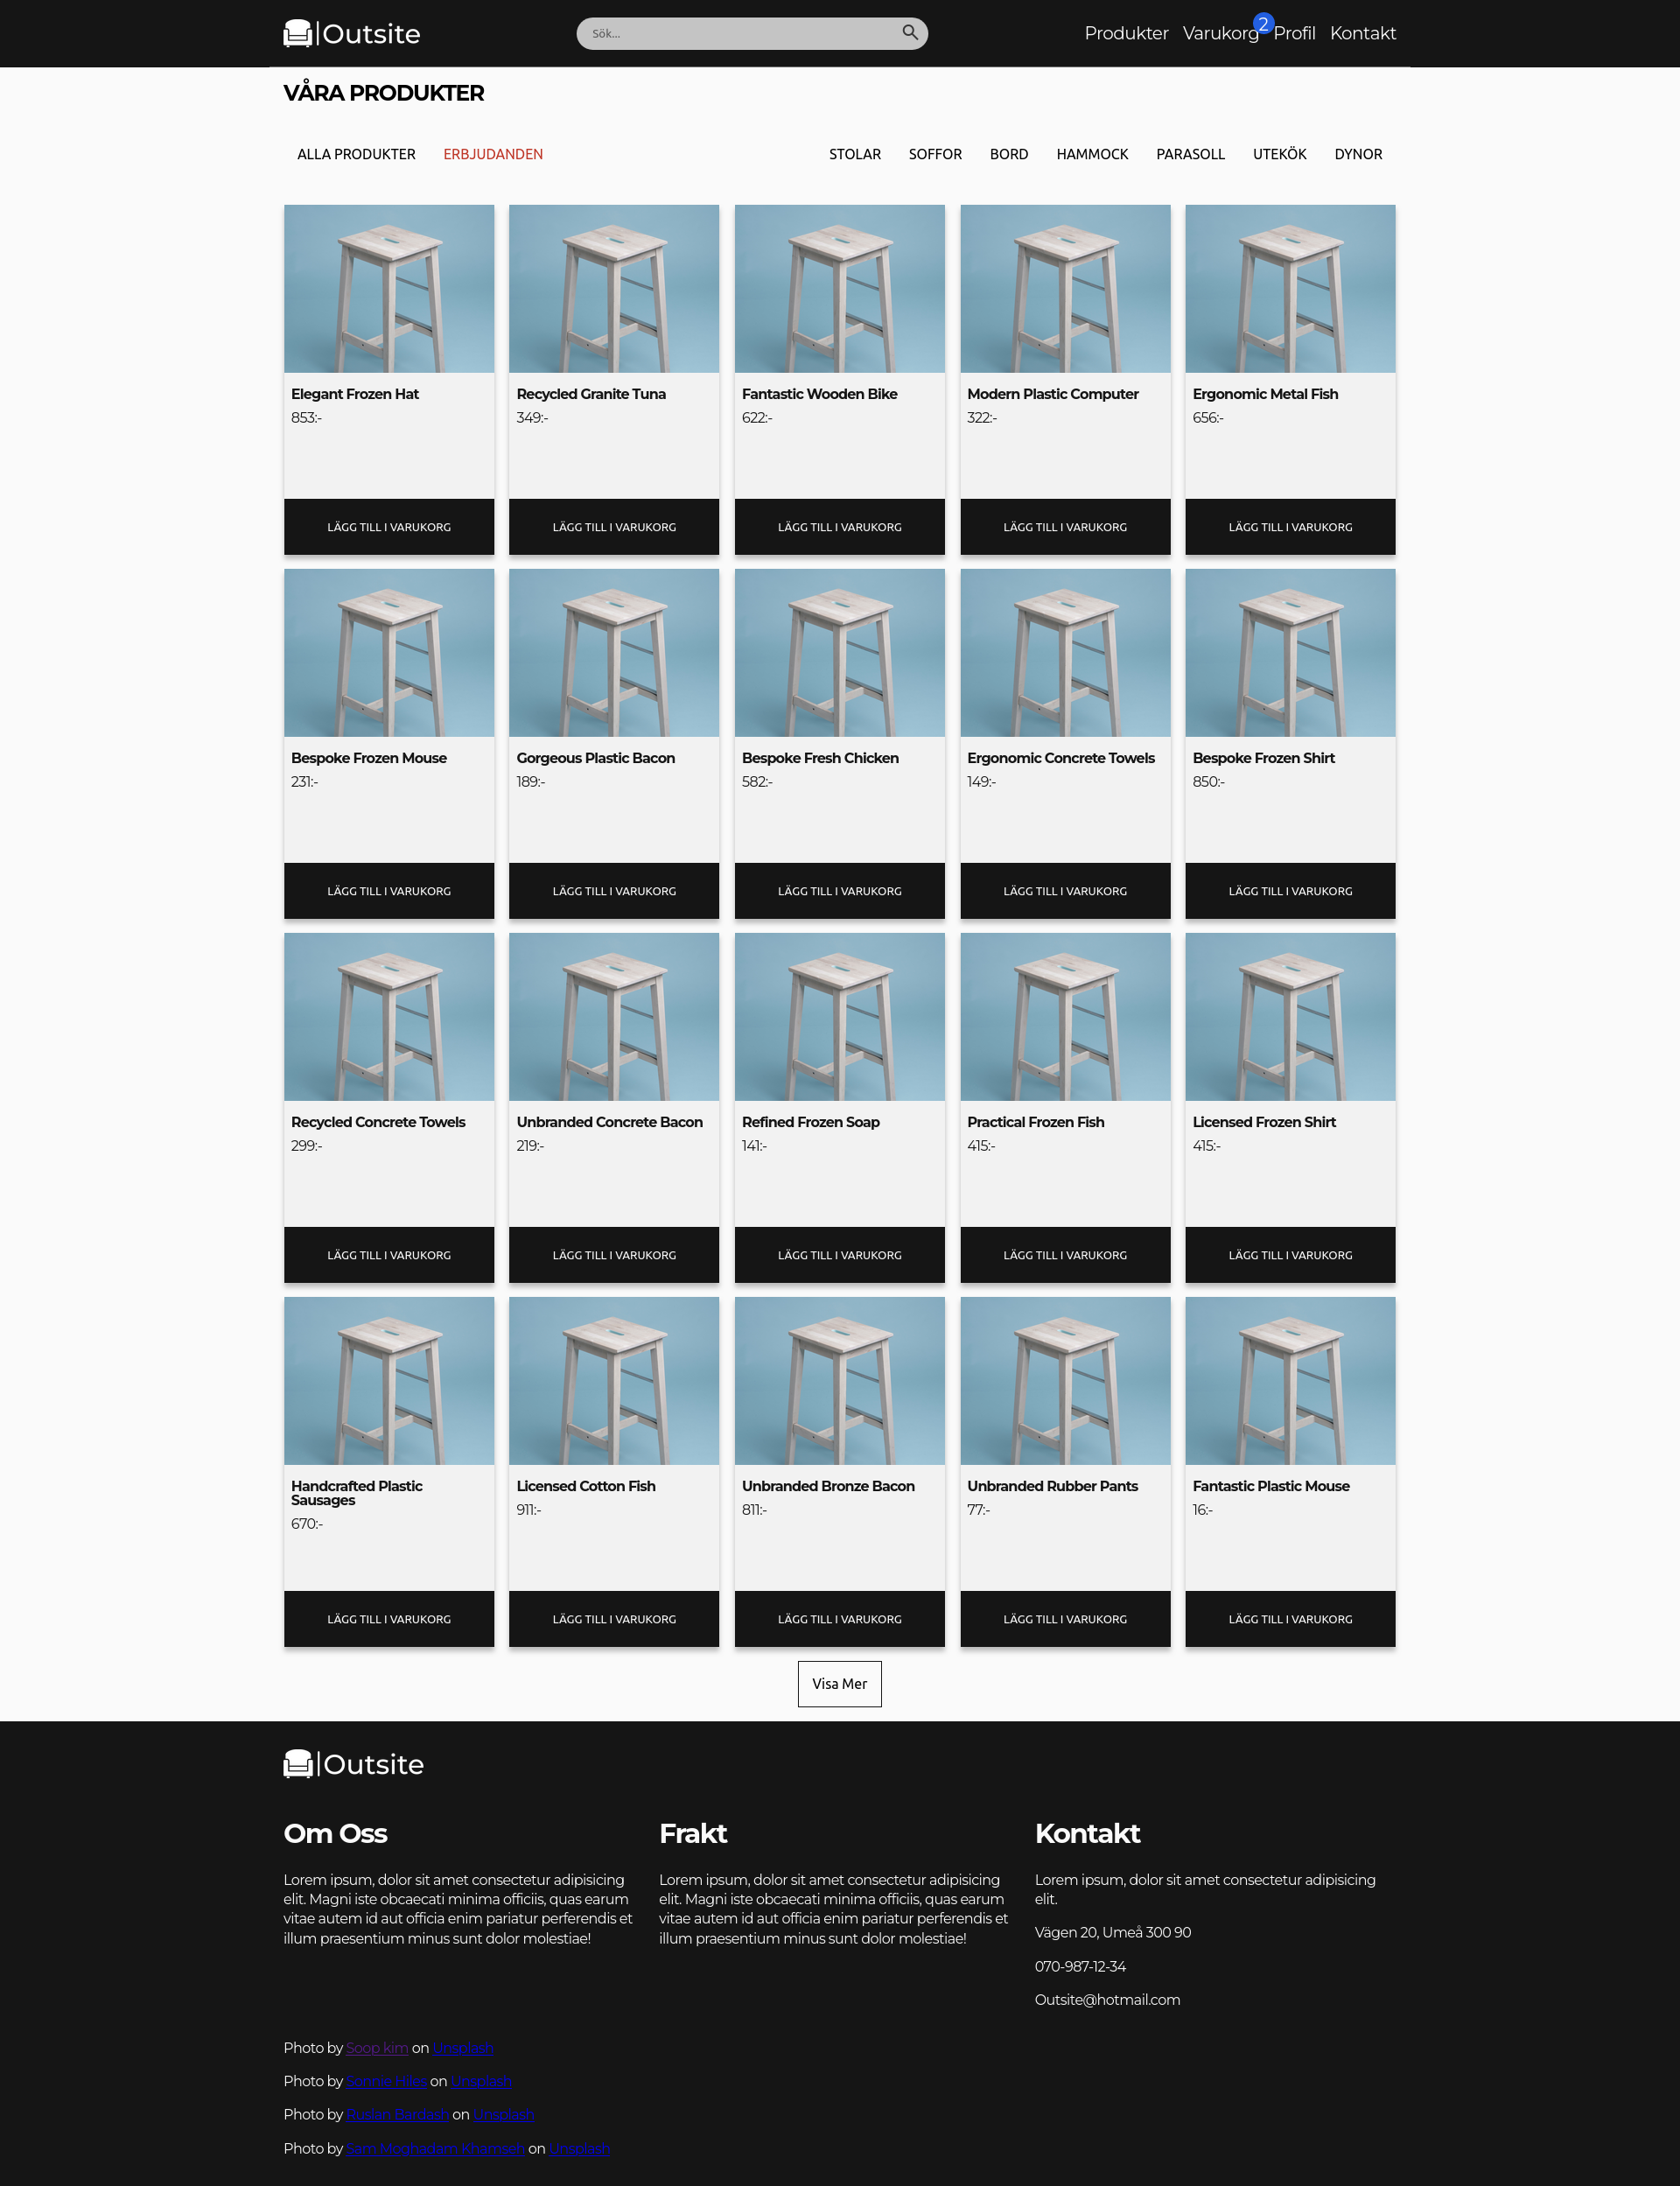 Outsite
Sök...
Produkter Varukorg 2 Profil Kontakt
VÅRA PRODUKTER
ALLA PRODUKTER ERBJUDANDEN STOLAR SOFFOR BORD HAMMOCK PARASOLL UTEKÖK DYNOR
Elegant Frozen Hat Recycled Granite Tuna Fantastic Wooden Bike Modern Plastic Computer Ergonomic Metal Fish
853:- 349:- 622:- 322:- 656:-
LÄGG TILL I VARUKORG LÄGG TILL I VARUKORG LÄGG TILL I VARUKORG LÄGG TILL I VARUKORG LÄGG TILL I VARUKORG
Bespoke Frozen Mouse Gorgeous Plastic Bacon Bespoke Fresh Chicken Ergonomic Concrete Towels Bespoke Frozen Shirt
231:- 189:- 582:- 149:- 850:-
LÄGG TILL I VARUKORG LÄGG TILL I VARUKORG LÄGG TILL I VARUKORG LÄGG TILL I VARUKORG LÄGG TILL I VARUKORG
Recycled Concrete Towels Unbranded Concrete Bacon Refined Frozen Soap Practical Frozen Fish Licensed Frozen Shirt
299:- 219:- 141:- 415:- 415:-
LÄGG TILL I VARUKORG LÄGG TILL I VARUKORG LÄGG TILL I VARUKORG LÄGG TILL I VARUKORG LÄGG TILL I VARUKORG
Handcrafted Plastic Sausages Licensed Cotton Fish Unbranded Bronze Bacon Unbranded Rubber Pants Fantastic Plastic Mouse
670:- 911:- 811:- 77:- 16:-
LÄGG TILL I VARUKORG LÄGG TILL I VARUKORG LÄGG TILL I VARUKORG LÄGG TILL I VARUKORG LÄGG TILL I VARUKORG
Visa Mer
Outsite
Om Oss
Lorem ipsum, dolor sit amet consectetur adipisicing
elit. Magni iste obcaecati minima officiis, quas earum
vitae autem id aut officia enim pariatur perferendis et
illum praesentium minus sunt dolor molestiae!
Frakt
Lorem ipsum, dolor sit amet consectetur adipisicing
elit. Magni iste obcaecati minima officiis, quas earum
vitae autem id aut officia enim pariatur perferendis et
illum praesentium minus sunt dolor molestiae!
Kontakt
Lorem ipsum, dolor sit amet consectetur adipisicing
elit.
Vägen 20, Umeå 300 90
070-987-12-34
Outsite@hotmail.com
Photo by Soop kim on Unsplash
Photo by Bonnie Hiles on Unsplash
Photo by Ruslan Bardash on Unsplash
Photo by Sam Moghadam Khamseh on Unsplash